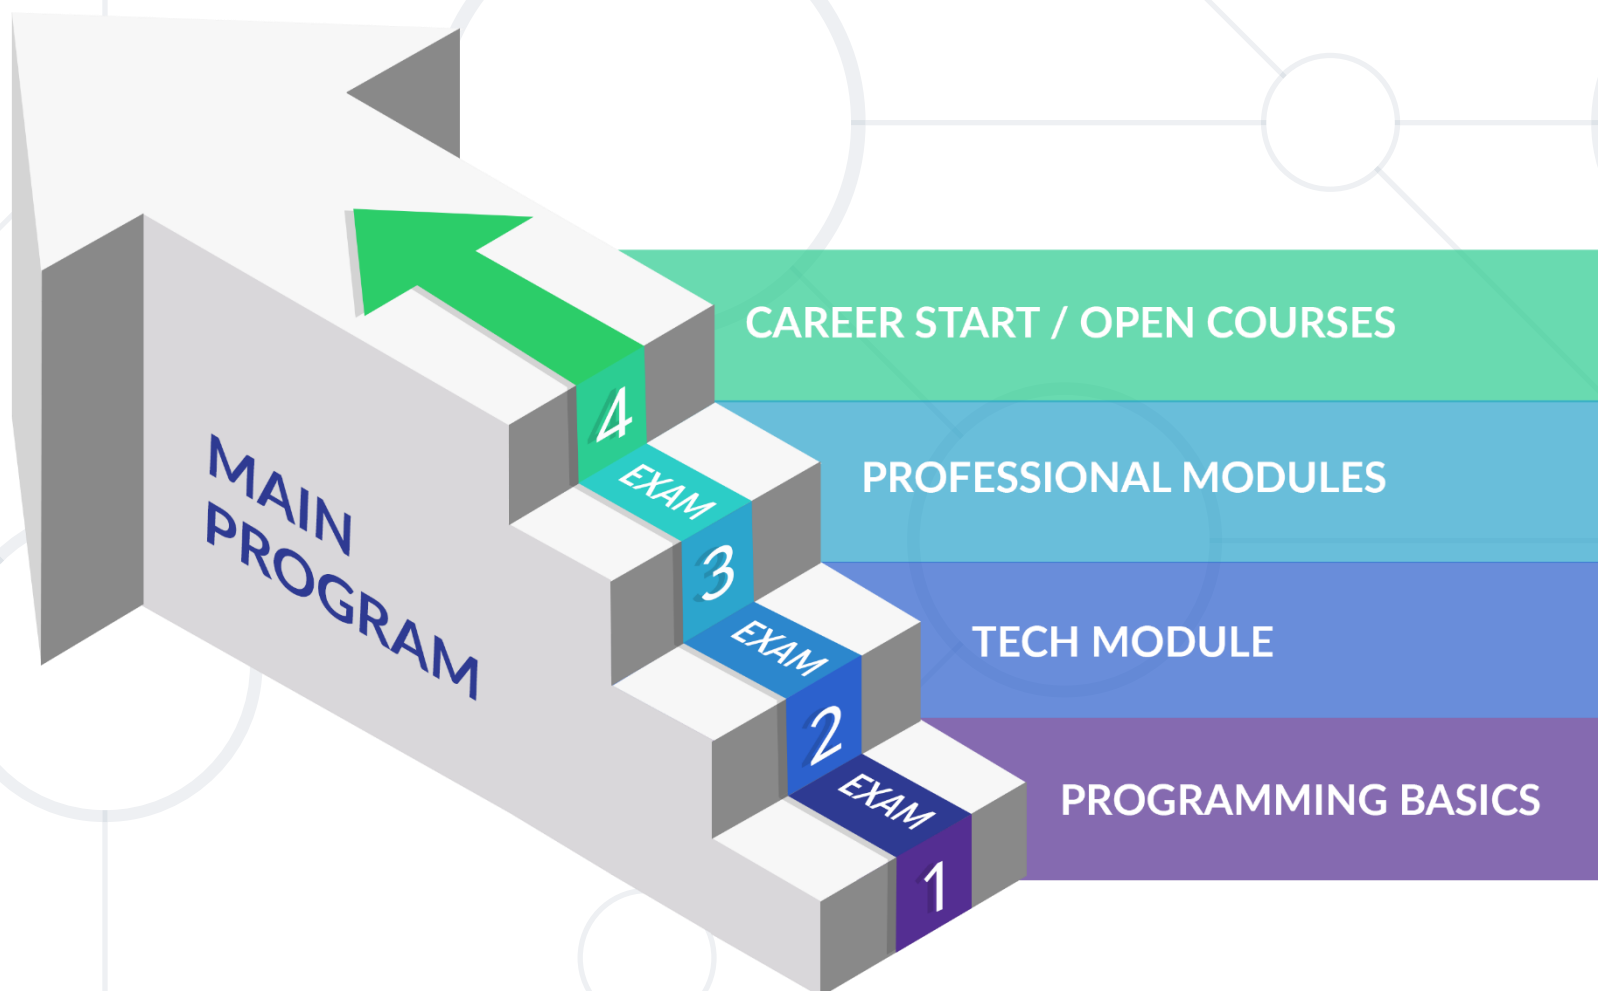 CAREER START / OPEN COURSES
4
EXAM
PROFESSIONAL MODULES
3
EXAM
TECH MODULE
2
EXAM
PROGRAMMING BASICS
1
MAIN
PROGRAM